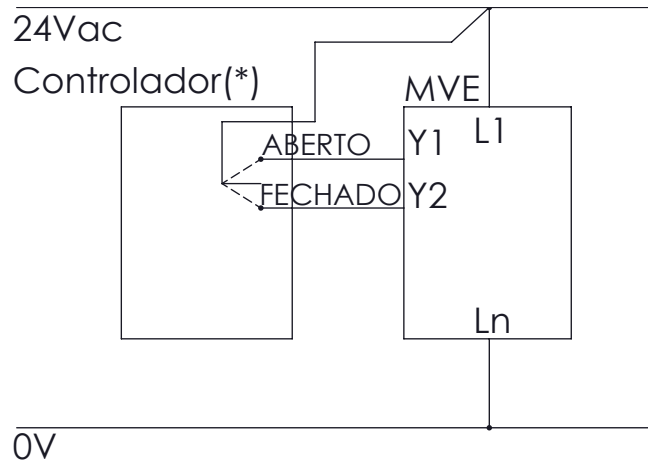 24Vac
Controlador(*)
MVE
L1
ABERTO
Y1
FECHADO
Y2
Ln
0V